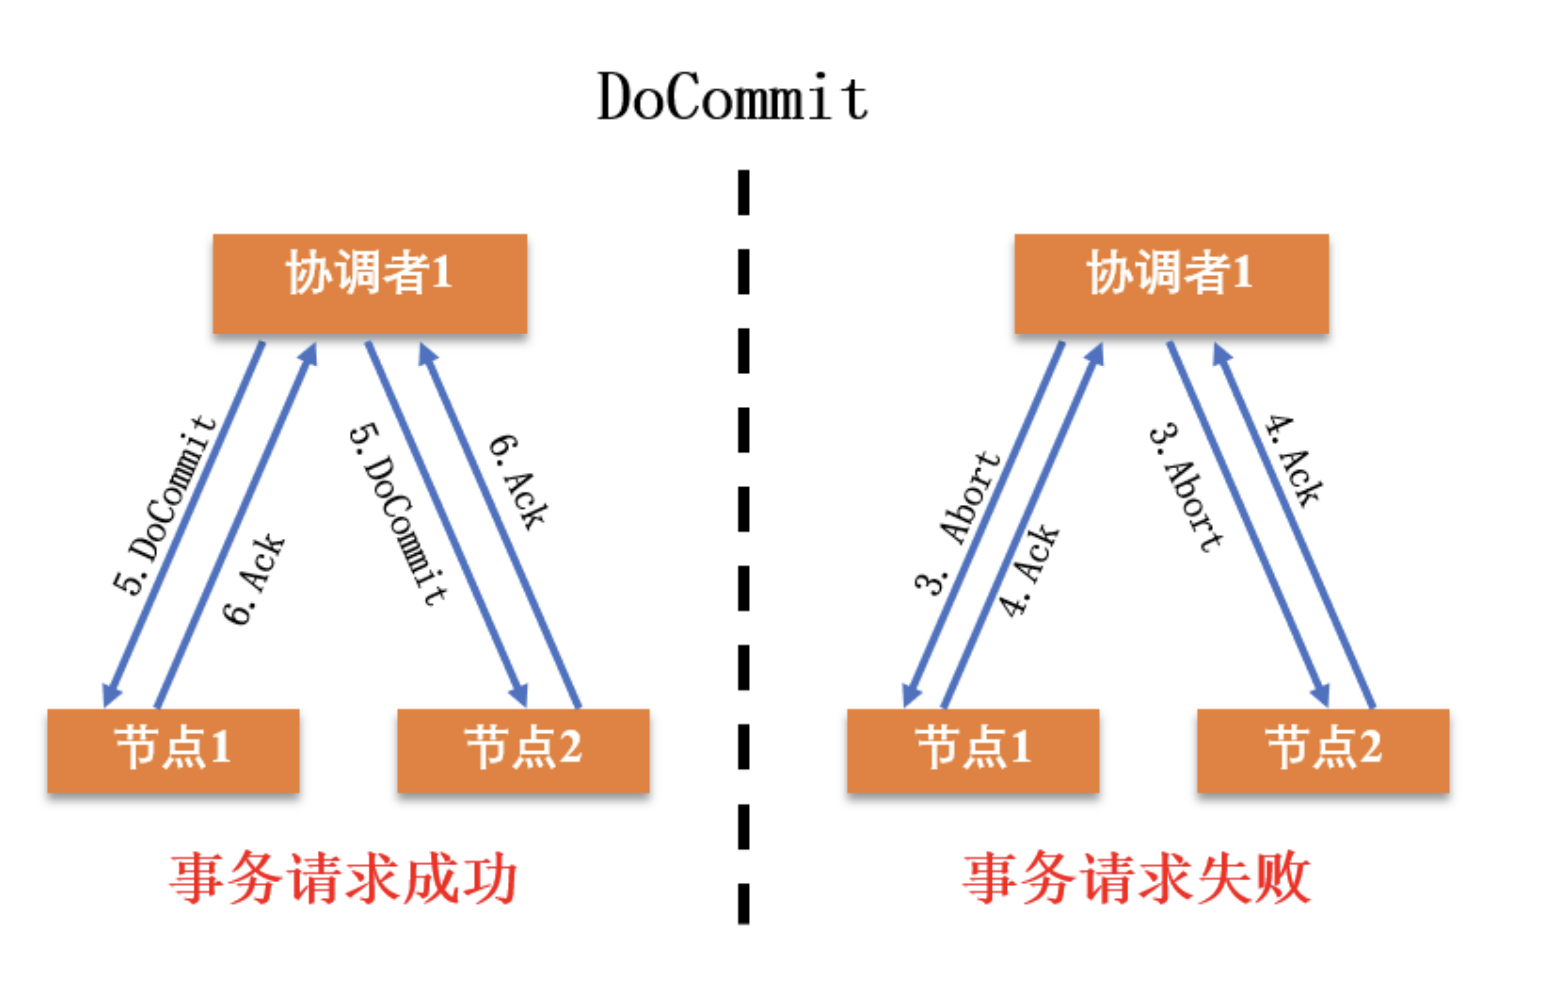 DoCommit
协调者1
5.DoCommit
6.Ack
5.DoCommit
6.Ack
节点1
节点2
事务请求成功
协调者1
3. Abort
4.Ack
3.Abort
4.Ack
节点1
节点2
事务请求失败